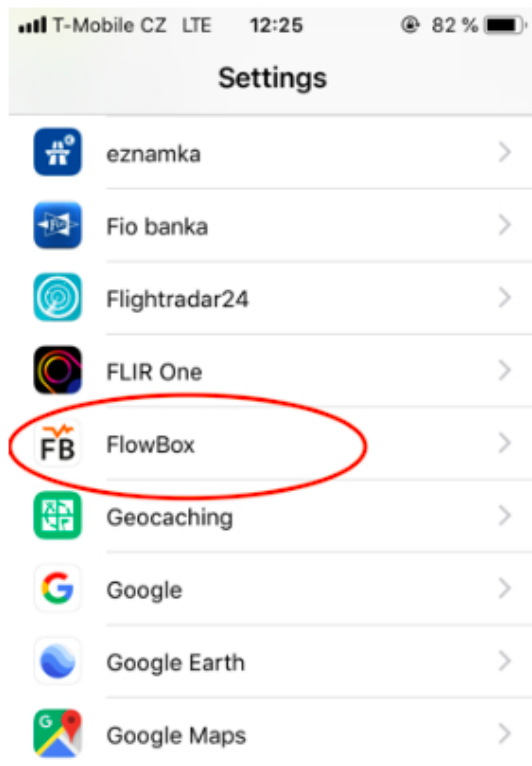 T-Mobile CZ LTE 12:25 82 %
Settings
eznamka
Fio banka
Flightradar24
FLIR One
FB FlowBox
Geocaching
G Google
Google Earth
G Google Maps